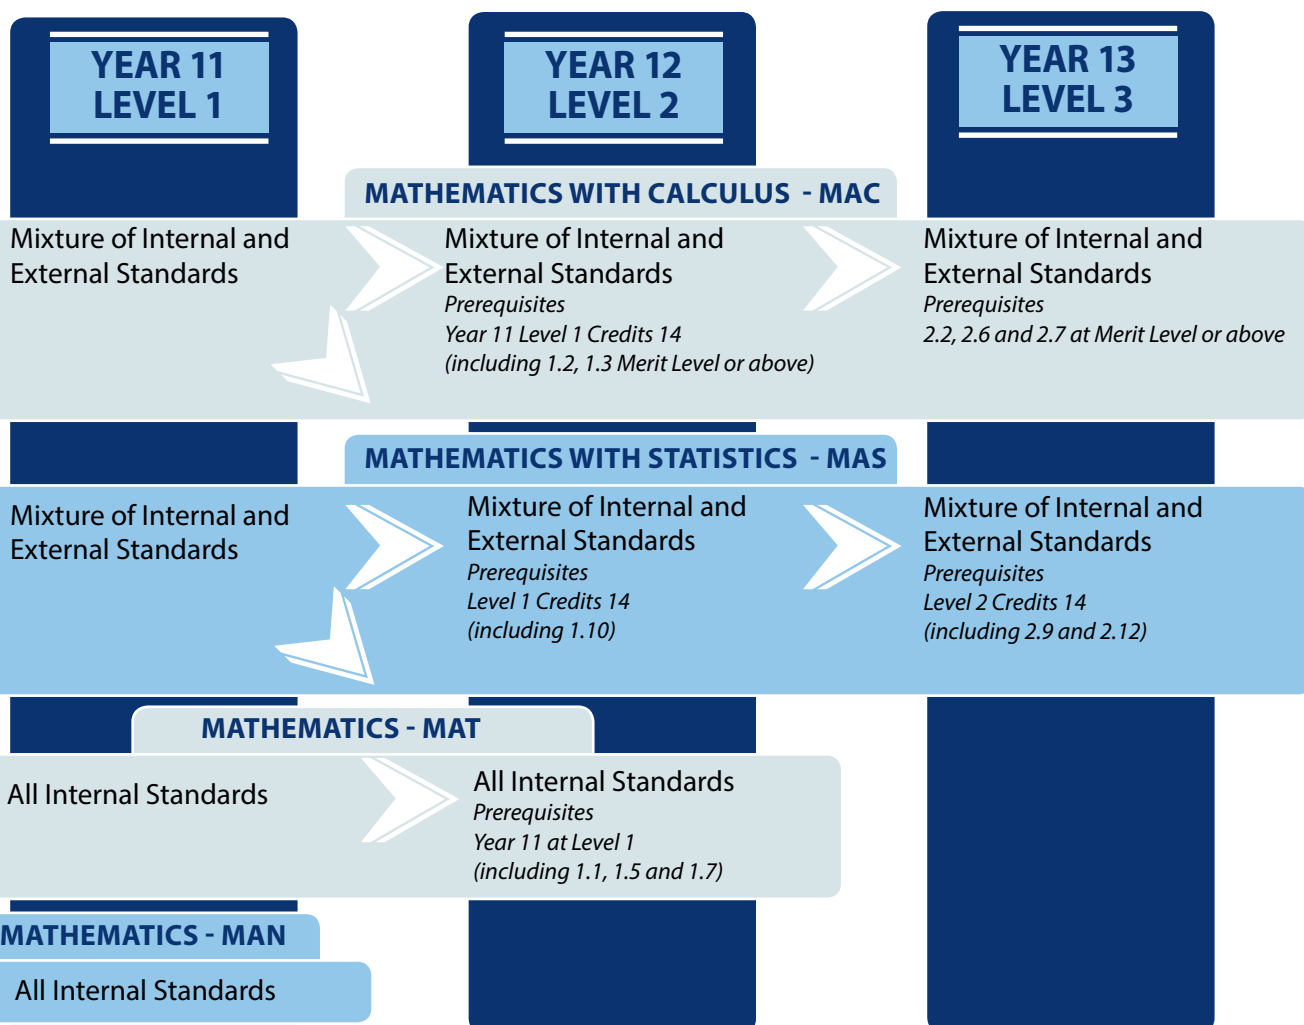 YEAR 11
LEVEL 1
YEAR 12
LEVEL 2
YEAR 13
LEVEL 3
MATHEMATICS WITH CALCULUS - MAC
Mixture of Internal and
External Standards
Mixture of Internal and
External Standards
Prerequisites
Year 11 Level 1 Credits 14
(including 1.2, 1.3 Merit Level or above)
Mixture of Internal and
External Standards
Prerequisites
2.2, 2.6 and 2.7 at Merit Level or above
MATHEMATICS WITH STATISTICS - MAS
Mixture of Internal and
External Standards
Mixture of Internal and
External Standards
Prerequisites
Level 1 Credits 14
(including 1.10)
Mixture of Internal and
External Standards
Prerequisites
Level 2 Credits 14
(including 2.9 and 2.12)
MATHEMATICS - MAT
All Internal Standards
All Internal Standards
Prerequisites
Year 11 at Level 1
(including 1.1, 1.5 and 1.7)
MATHEMATICS - MAN
All Internal Standards